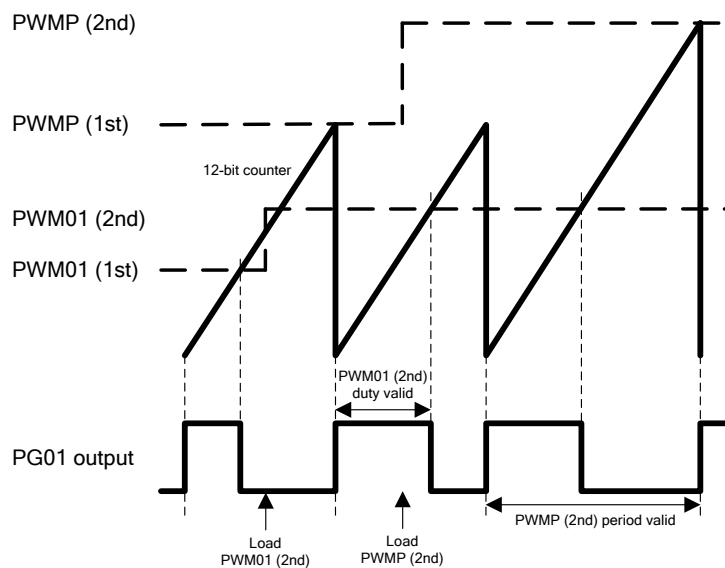 PWMP (2nd)
PWMP (1st)
12-bit counter
PWM01 (2nd)
PWM01 (1st)
PWM01 (2nd)
duty valid
PG01 output
PWMP (2nd) period valid
Load
PWM01 (2nd)
Load
PWMP (2nd)